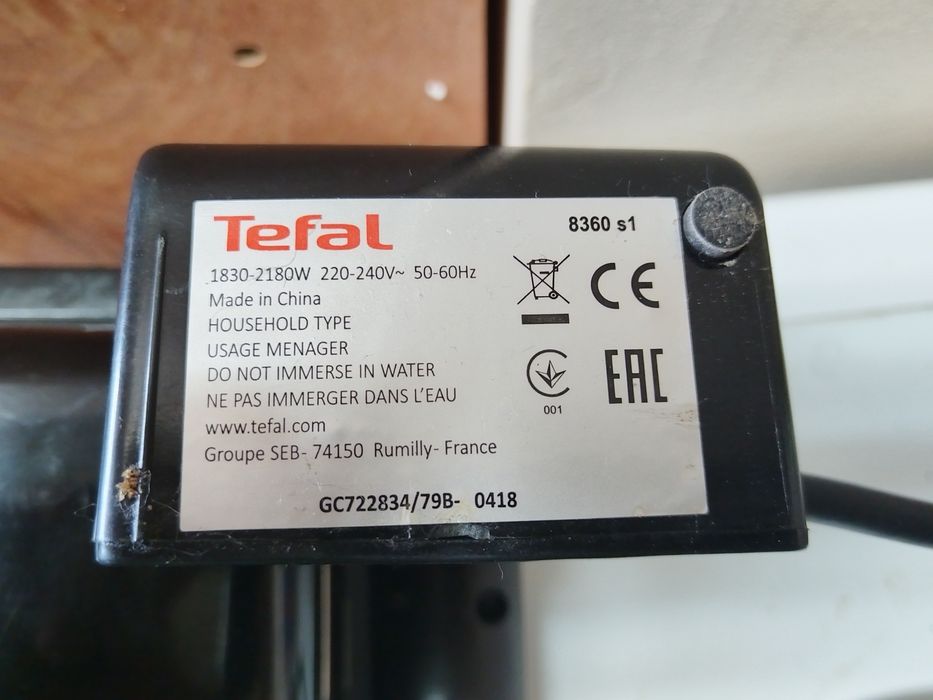 Tefal
8360 s1
1830-2180W 220-240V~ 50-60Hz
Made in China
HOUSEHOLD TYPE
USAGE MENAGER
DO NOT IMMERSE IN WATER
NE PAS IMMERGER DANS L'EAU
www.tefal.com
Groupe SEB- 74150 Rumilly- France
CE
EAC
001
GC722834/79B- 0418